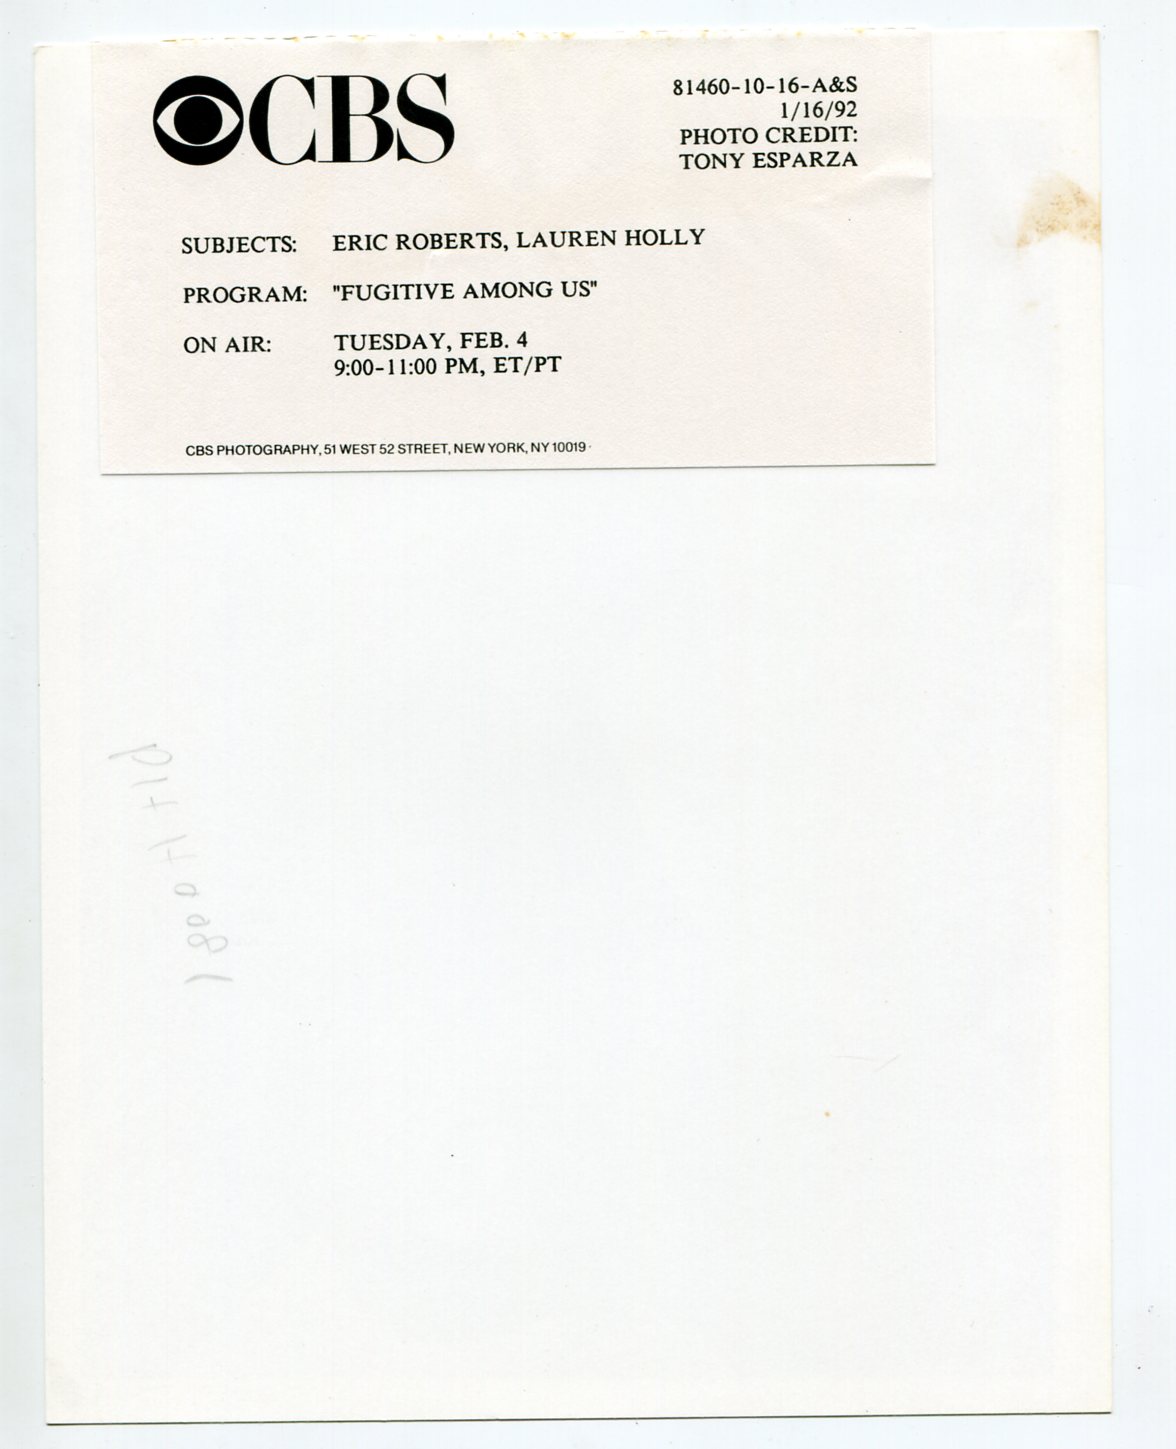 CBS
81460-10-16-A&S
1/16/92
PHOTO CREDIT:
TONY ESPARZA
SUBJECTS: ERIC ROBERTS, LAUREN HOLLY
PROGRAM: "FUGITIVE AMONG US"
ON AIR: TUESDAY, FEB. 4
9:00-11:00 PM, ET/PT
CBS PHOTOGRAPHY, 51 WEST 52 STREET, NEW YORK, NY 10019